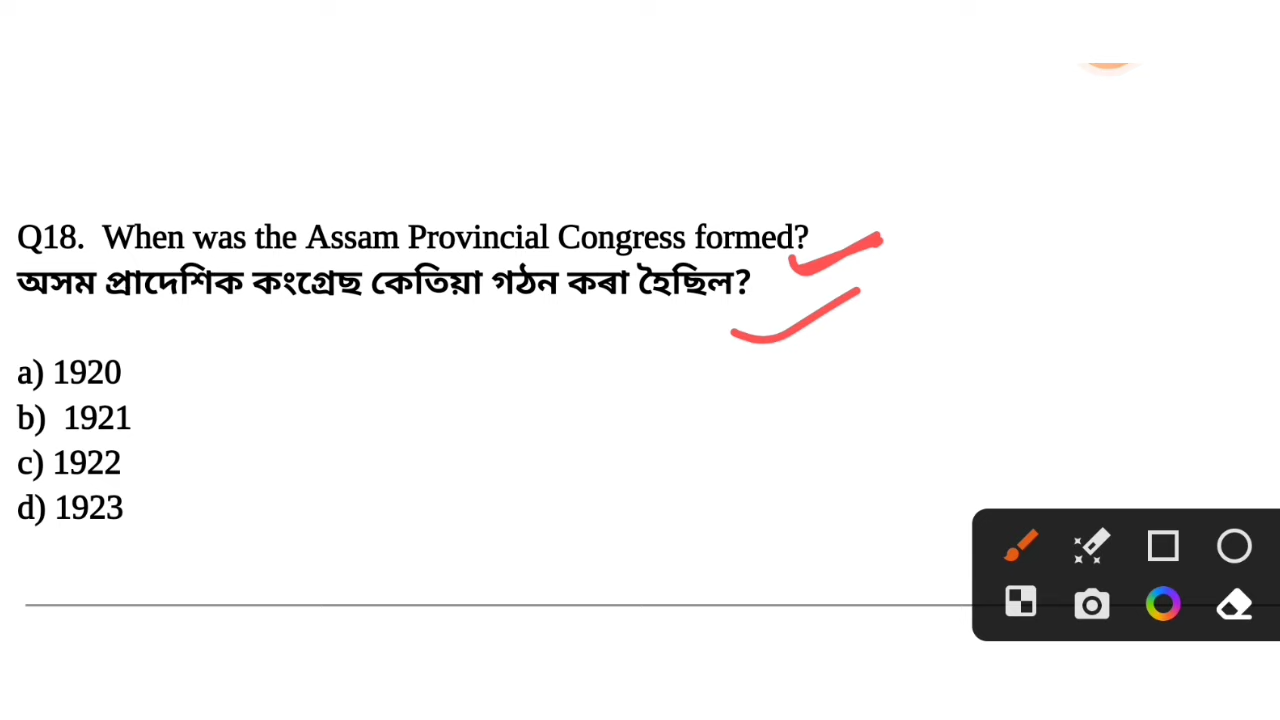 Q18. When was the Assam Provincial Congress formed?
অসম প্ৰাদেশিক কংগ্ৰেছ কেতিয়া গঠন কৰা হৈছিল?
a) 1920
b) 1921
c) 1922
d) 1923